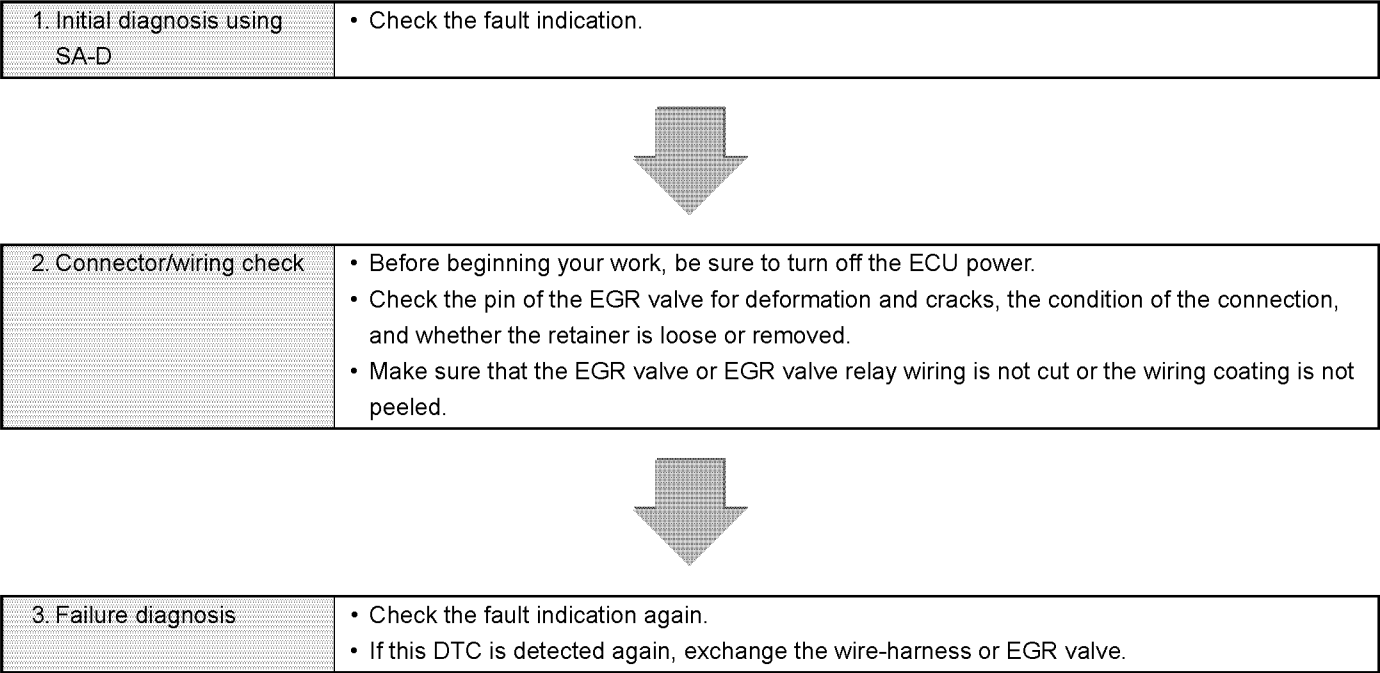 1. Initial diagnosis using
SA-D
• Check the fault indication.
2. Connector/wiring check
• Before beginning your work, be sure to turn off the ECU power.
• Check the pin of the EGR valve for deformation and cracks, the condition of the connection,
and whether the retainer is loose or removed.
• Make sure that the EGR valve or EGR valve relay wiring is not cut or the wiring coating is not
peeled.
3. Failure diagnosis
• Check the fault indication again.
• If this DTC is detected again, exchange the wire-harness or EGR valve.